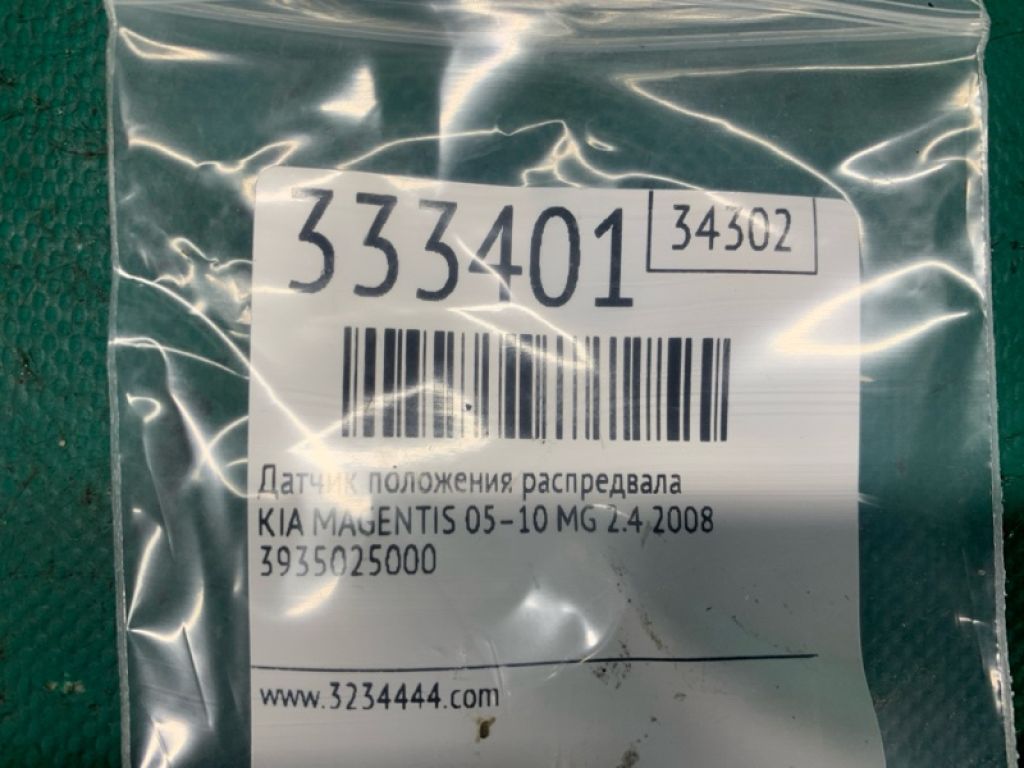 333401
34302
Датчик положения распредвала
KIA MAGENTIS 05-10 MG 2.4 2008
3935025000
www.3234444.com